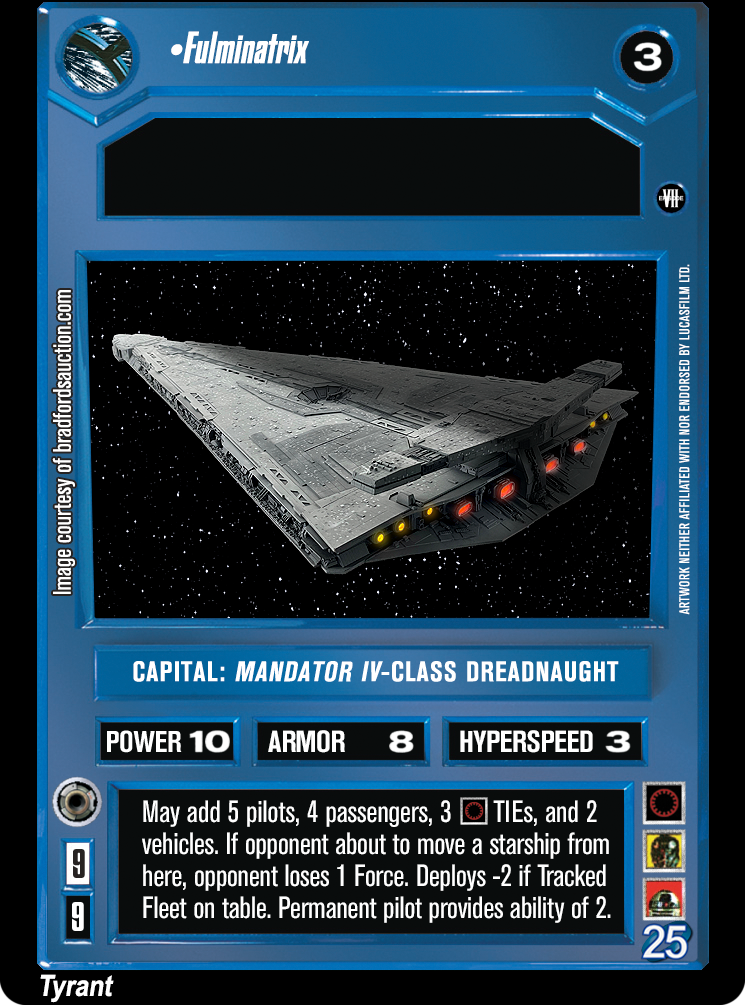 •Fulminatrix
3
EPISODE
VII
Image courtesy of bradfordsauction.com
ARTWORK NEITHER AFFILIATED WITH NOR ENDORSED BY LUCASFILM LTD.
CAPITAL: MANDATOR IV-CLASS DREADNAUGHT
POWER 10
ARMOR 8
HYPERSPEED 3
May add 5 pilots, 4 passengers, 3 TIEs, and 2
vehicles. If opponent about to move a starship from
here, opponent loses 1 Force. Deploys -2 if Tracked
Fleet on table. Permanent pilot provides ability of 2.
9
9
25
Tyrant